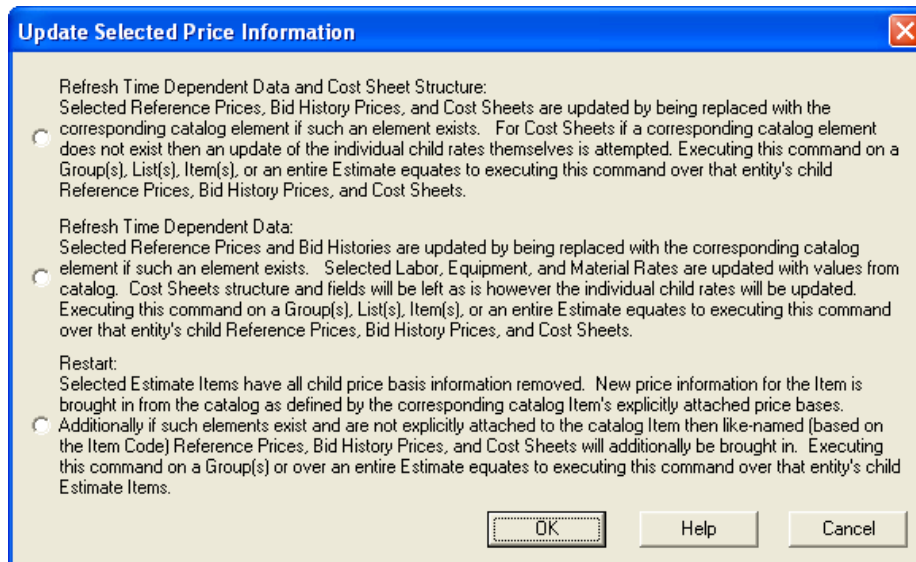 Update Selected Price Information
Refresh Time Dependent Data and Cost Sheet Structure:
Selected Reference Prices, Bid History Prices, and Cost Sheets are updated by being replaced with the
corresponding catalog element if such an element exists.   For Cost Sheets if a corresponding catalog element
does not exist then an update of the individual child rates themselves is attempted. Executing this command on a
Group(s), List(s), Item(s), or an entire Estimate equates to executing this command over that entity's child
Reference Prices, Bid History Prices, and Cost Sheets.
Refresh Time Dependent Data:
Selected Reference Prices and Bid Histories are updated by being replaced with the corresponding catalog
element if such an element exists.   Selected Labor, Equipment, and Material Rates are updated with values from
catalog.  Cost Sheets structure and fields will be left as is however the individual child rates will be updated.
Executing this command on a Group(s), List(s), Item(s), or an entire Estimate equates to executing this command
over that entity's child Reference Prices, Bid History Prices, and Cost Sheets.
Restart:
Selected Estimate Items have all child price basis information removed.  New price information for the Item is
brought in from the catalog as defined by the corresponding catalog Item's explicitly attached price bases.
Additionally if such elements exist and are not explicitly attached to the catalog Item then like-named (based on
the Item Code) Reference Prices, Bid History Prices, and Cost Sheets will additionally be brought in.  Executing
this command on a Group(s) or over an entire Estimate equates to executing this command over that entity's child
Estimate Items.
OK
Help
Cancel